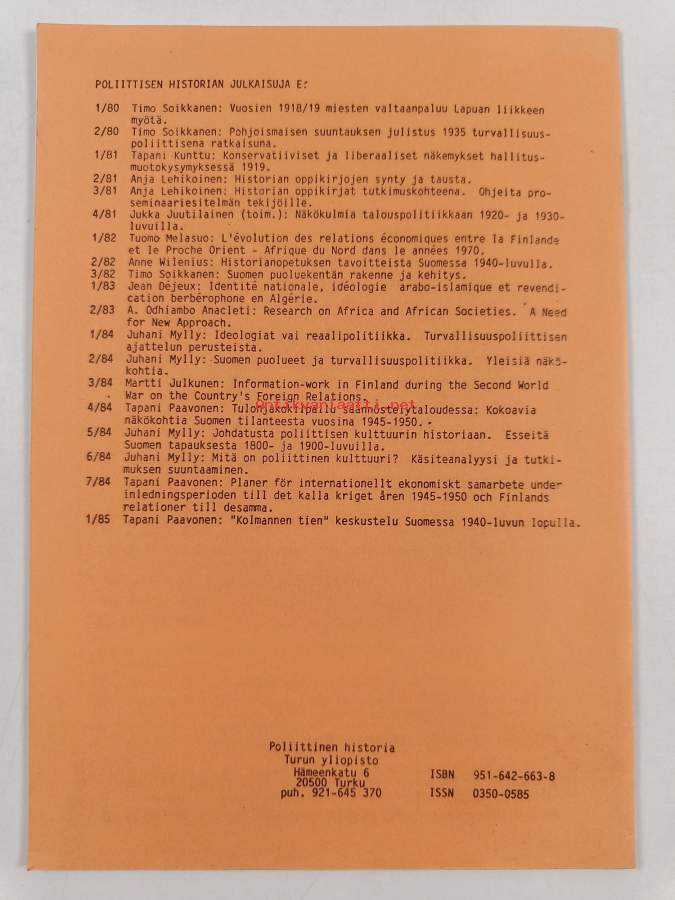 POLIITTISEN HISTORIAN JULKAISUJA E:
1/80 Timo Soikkanen: Vuosien 1918/19 miesten valtaanpaluu Lapuan liikkeen
myötä.
2/80 Timo Soikkanen: Pohjoismaisen suuntauksen julistus 1935 turvallisuus-
poliittisena ratkaisuna.
1/81 Tapani Kunttu: Konservatiiviset ja liberaaliset näkemykset hallitus-
muotokysymyksessä 1919.
2/81 Anja Lehikoinen: Historian oppikirjojen synty ja tausta.
3/81 Anja Lehikoinen: Historian oppikirjat tutkimuskohteena. Ohjeita pro-
seminaariesitelmän tekijöille.
4/81 Jukka Juutilainen (toim.): Näkökulmia talouspolitiikkaan 1920- ja 1930-
luvuilla.
1/82 Tuomo Melasuo: L'évolution des relations économiques entre la Finlande
et le Proche Orient - Afrique du Nord dans le années 1970.
2/82 Anne Wilenius: Historianopetuksen tavoitteista Suomessa 1940-luvulla.
3/82 Timo Soikkanen: Suomen puoluekentän rakenne ja kehitys.
1/83 Jean Déjeux: Identité nationale, idéologie arabo-islamique et revendi-
cation berbérophone en Algérie.
2/83 A. Odhiambo Anacleti: Research on Africa and African Societies. A Need
for New Approach.
1/84 Juhani Mylly: Ideologiat vai reaalipolitiikka. Turvallisuuspoliittisen
ajattelun perusteista.
2/84 Juhani Mylly: Suomen puolueet ja turvallisuuspolitiikka. Yleisiä näkö-
kohtia.
3/84 Martti Julkunen: Information-work in Finland during the Second World
War on the Country's Foreign Relations.
Antikvariaatti.net
4/84 Tapani Paavonen: Tulonjakokilpailu säännöstelytaloudessa: Kokoavia
näkökohtia Suomen tilanteesta vuosina 1945-1950.
5/84 Juhani Mylly: Johdatusta poliittisen kulttuurin historiaan. Esseitä
Suomen tapauksesta 1800- ja 1900-luvuilla.
6/84 Juhani Mylly: Mitä on poliittinen kulttuuri? Käsiteanalyysi ja tutki-
muksen suuntaaminen.
7/84 Tapani Paavonen: Planer för internationellt ekonomiskt samarbete under
inledningsperioden till det kalla kriget åren 1945-1950 och Finlands
relationer till desamma.
1/85 Tapani Paavonen: "Kolmannen tien" keskustelu Suomessa 1940-luvun lopulla.
Poliittinen historia
Turun yliopisto
Hämeenkatu 6
20500 Turku
puh. 921-645 370
ISBN 951-642-663-8
ISSN 0350-0585